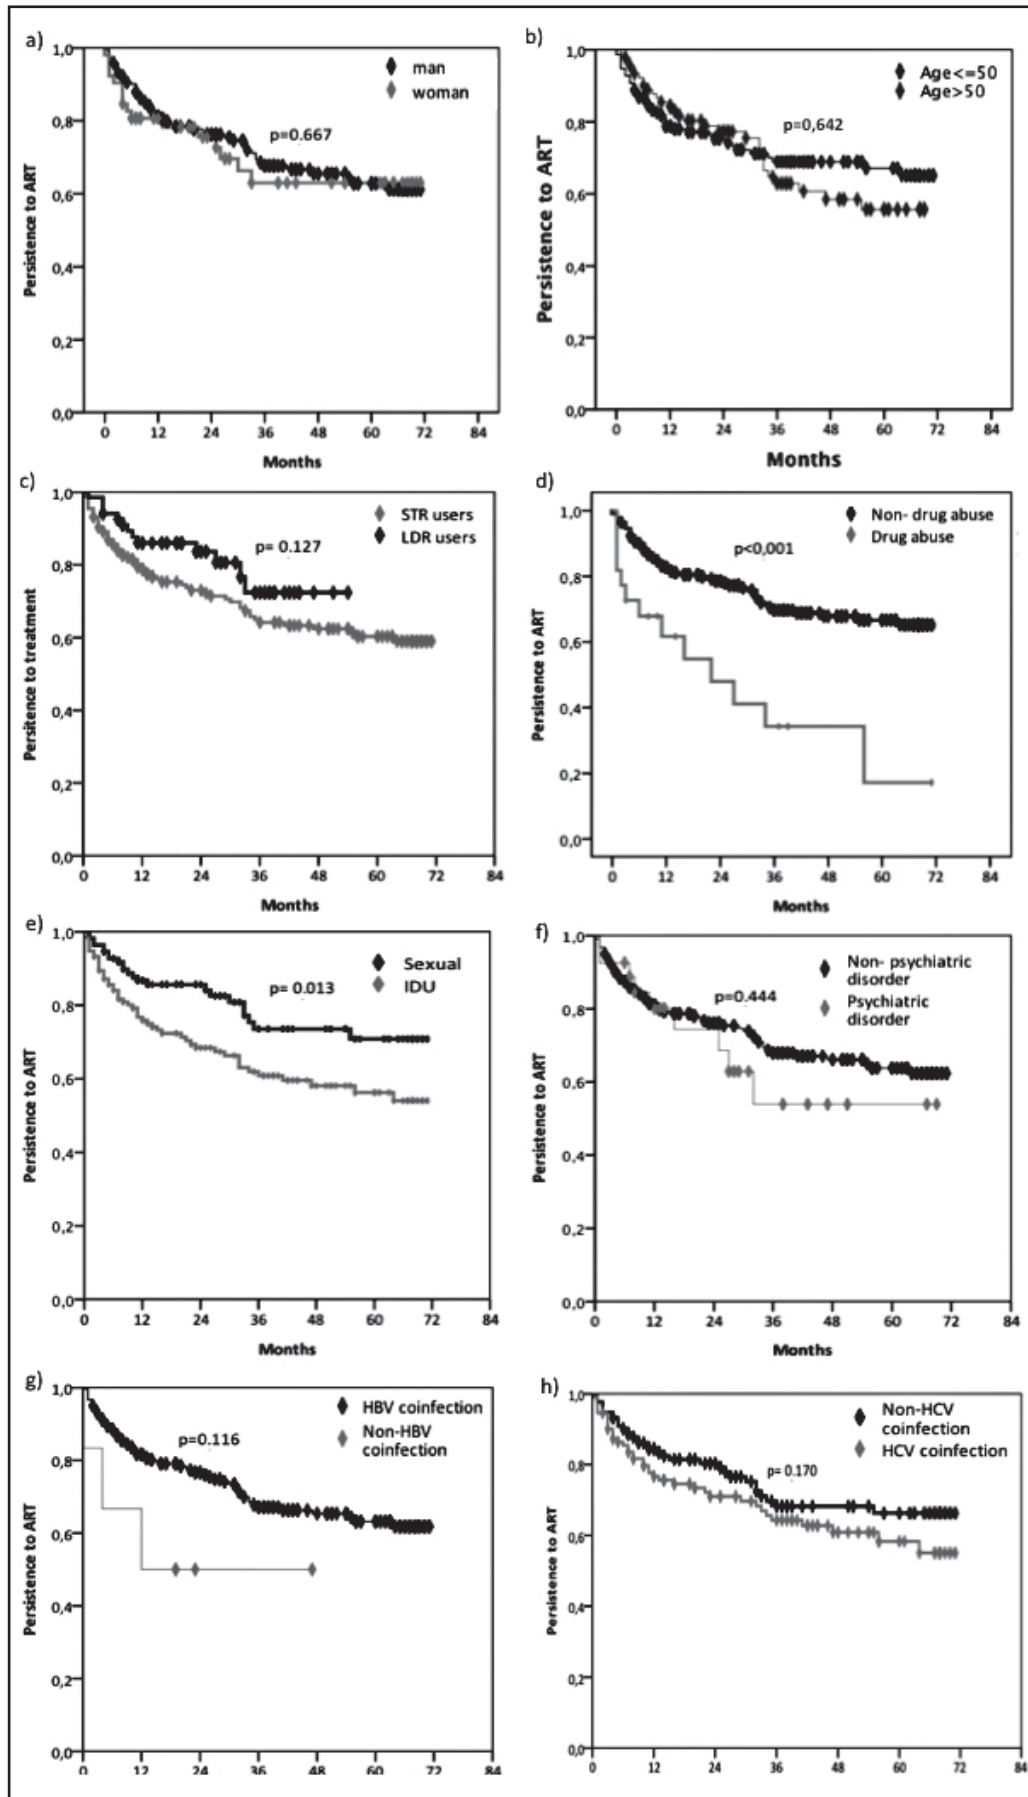 a)
1,0
0,8
0,6
0,4
0,2
0,0
Persistence to ART
man
woman
p=0.667
0 12 24 36 48 60 72 84
Months
b)
1,0
0,8
0,6
0,4
0,2
0,0
Persistence to ART
Age<=50
Age>50
p=0,642
0 12 24 36 48 60 72 84
Months
c)
1,0
0,8
0,6
0,4
0,2
0,0
Persitence to treatment
STR users
LDR users
p= 0.127
0 12 24 36 48 60 72 84
Months
d)
1,0
0,8
0,6
0,4
0,2
0,0
Persistence to ART
Non- drug abuse
Drug abuse
p<0,001
0 12 24 36 48 60 72 84
Months
e)
1,0
0,8
0,6
0,4
0,2
0,0
Persistence to ART
Sexual
IDU
p= 0.013
0 12 24 36 48 60 72 84
Months
f)
1,0
0,8
0,6
0,4
0,2
0,0
Persistence to ART
Non- psychiatric
disorder
Psychiatric
disorder
p=0.444
0 12 24 36 48 60 72 84
Months
g)
1,0
0,8
0,6
0,4
0,2
0,0
Persistence to ART
HBV coinfection
Non-HBV
coinfection
p=0.116
0 12 24 36 48 60 72 84
h)
1,0
0,8
0,6
0,4
0,2
0,0
Persistence to ART
Non-HCV
coinfection
HCV coinfection
p= 0.170
0 12 24 36 48 60 72 84